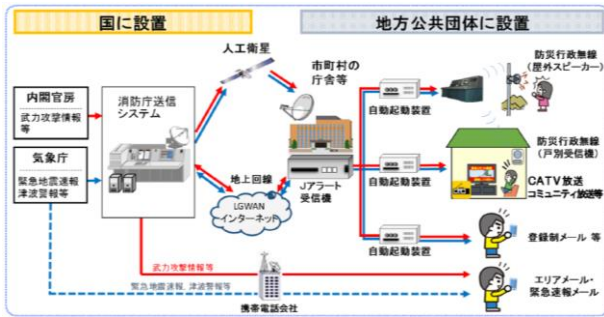 国に設置
地方公共団体に設置
人工衛星
市町村の
庁舎等
防災行政無線
(屋外スピーカー)
内閣官房
武力攻撃情報
等
消防庁送信
システム
自動起動装置
気象庁
緊急地震速報
津波警報等
地上回線
LGWAN
インターネット
Jアラート
受信機
自動起動装置
防災行政無線
(戸別受信機)
CATV放送
コミュニティ放送等
自動起動装置
登録制メール 等
武力攻撃情報等
緊急地震速報、津波警報等
携帯電話会社
エリアメール・
緊急速報メール